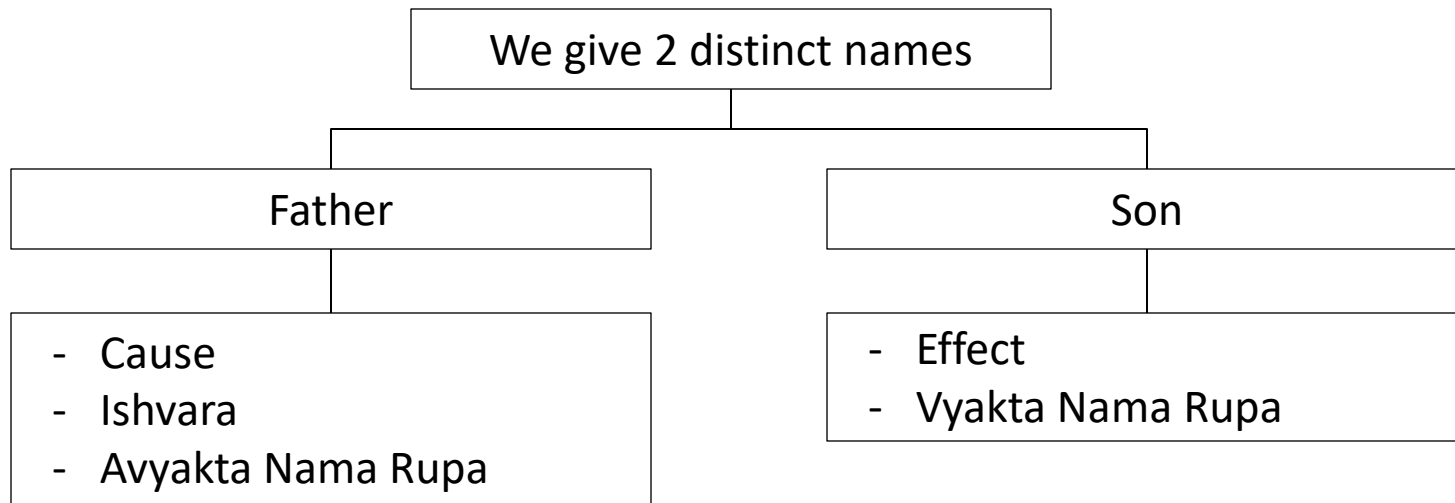 We give 2 distinct names
Father
Son
- Cause
- Ishvara
- Avyakta Nama Rupa
- Effect
- Vyakta Nama Rupa